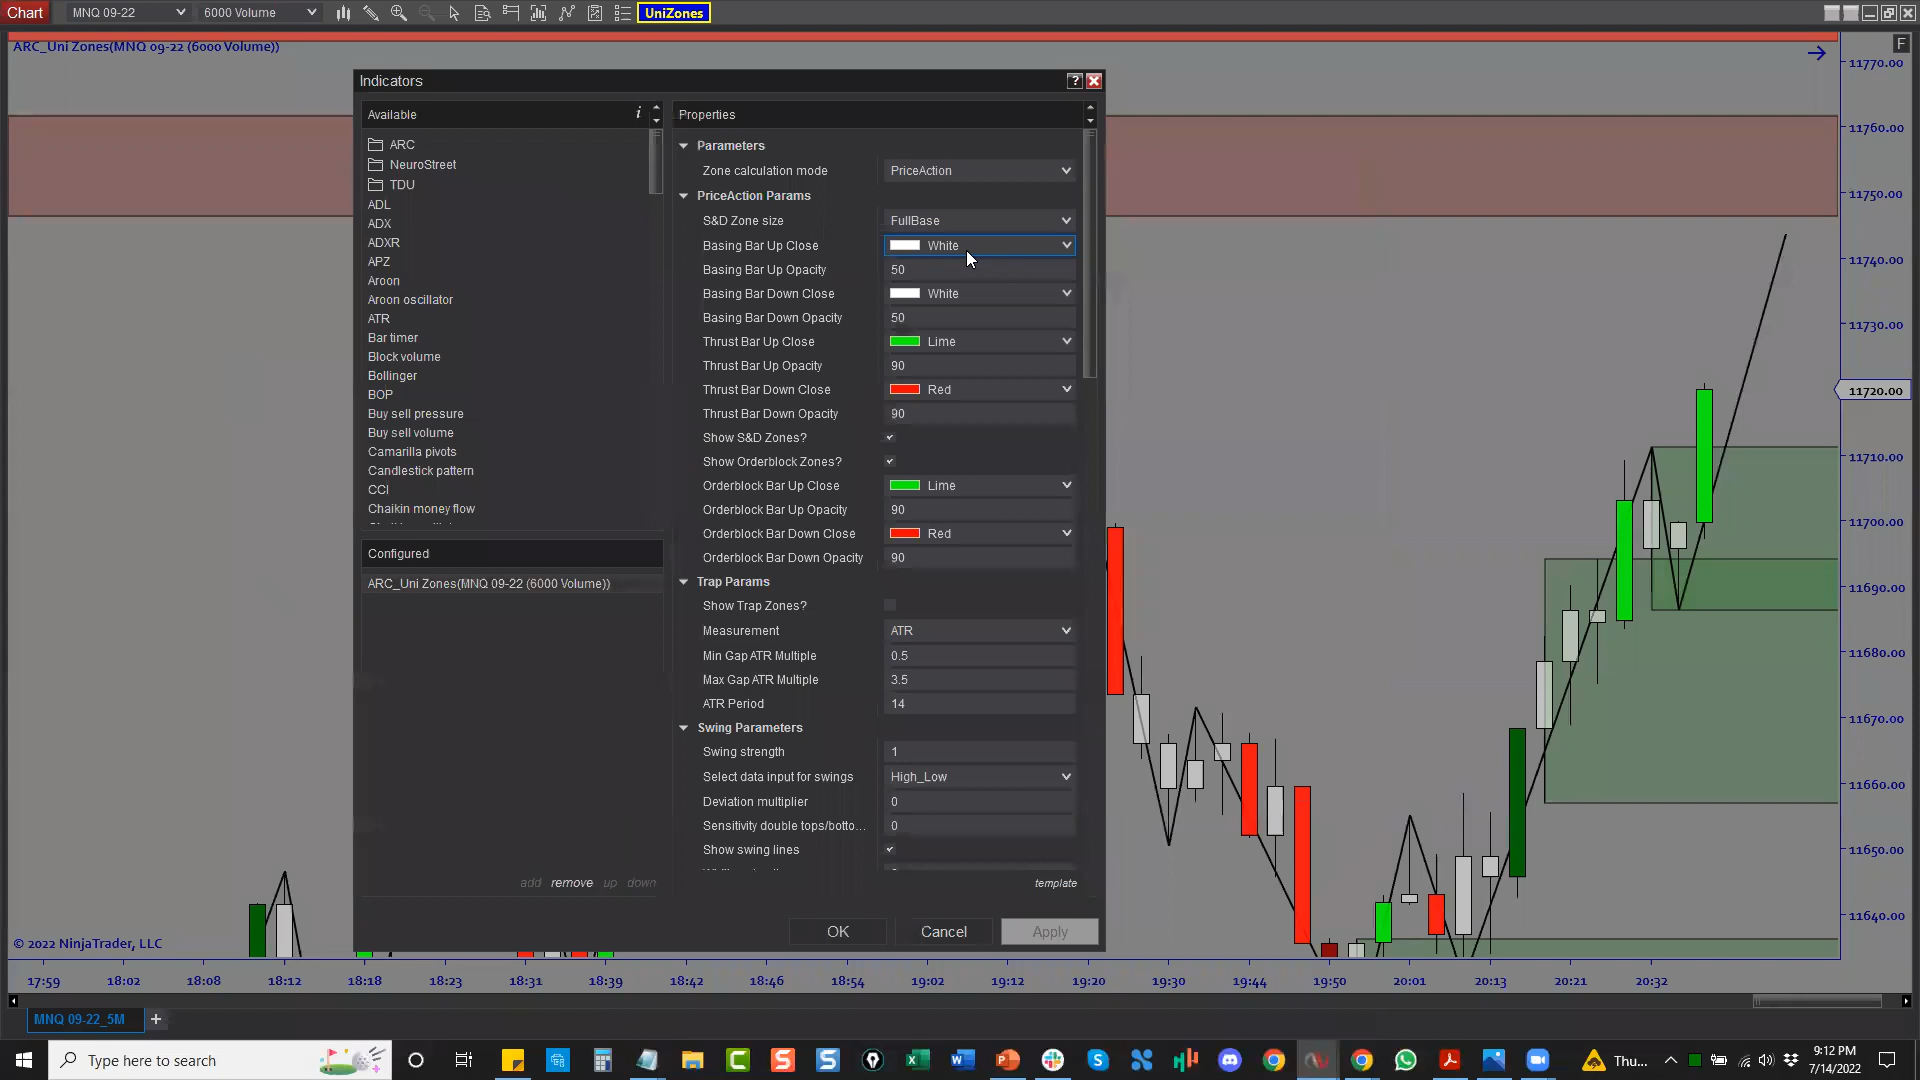 Chart MNQ 09-22 6000 Volume UniZones
ARC_Uni Zones(MNQ 09-22 (6000 Volume))
F
Indicators ?
Available i
ARC
NeuroStreet
TDU
ADL
ADX
ADXR
APZ
Aroon
Aroon oscillator
ATR
Bar timer
Block volume
Bollinger
BOP
Buy sell pressure
Buy sell volume
Camarilla pivots
Candlestick pattern
CCI
Chaikin money flow
Configured
ARC_Uni Zones(MNQ 09-22 (6000 Volume))
add remove up down
Properties
Parameters
Zone calculation mode PriceAction
PriceAction Params
S&D Zone size FullBase
Basing Bar Up Close White
Basing Bar Up Opacity 50
Basing Bar Down Close White
Basing Bar Down Opacity 50
Thrust Bar Up Close Lime
Thrust Bar Up Opacity 90
Thrust Bar Down Close Red
Thrust Bar Down Opacity 90
Show S&D Zones?
Show Orderblock Zones?
Orderblock Bar Up Close Lime
Orderblock Bar Up Opacity 90
Orderblock Bar Down Close Red
Orderblock Bar Down Opacity 90
Trap Params
Show Trap Zones?
Measurement ATR
Min Gap ATR Multiple 0.5
Max Gap ATR Multiple 3.5
ATR Period 14
Swing Parameters
Swing strength 1
Select data input for swings High_Low
Deviation multiplier 0
Sensitivity double tops/botto... 0
Show swing lines
template
OK Cancel Apply
11770.00
11760.00
11750.00
11740.00
11730.00
11720.00
11710.00
11700.00
11690.00
11680.00
11670.00
11660.00
11650.00
11640.00
© 2022 NinjaTrader, LLC
17:59 18:02 18:08 18:12 18:18 18:23 18:31 18:39 18:42 18:46 18:54 19:02 19:12 19:20 19:30 19:44 19:50 20:01 20:13 20:21 20:32
MNQ 09-22_5M +
Type here to search
Thu...
9:12 PM
7/14/2022